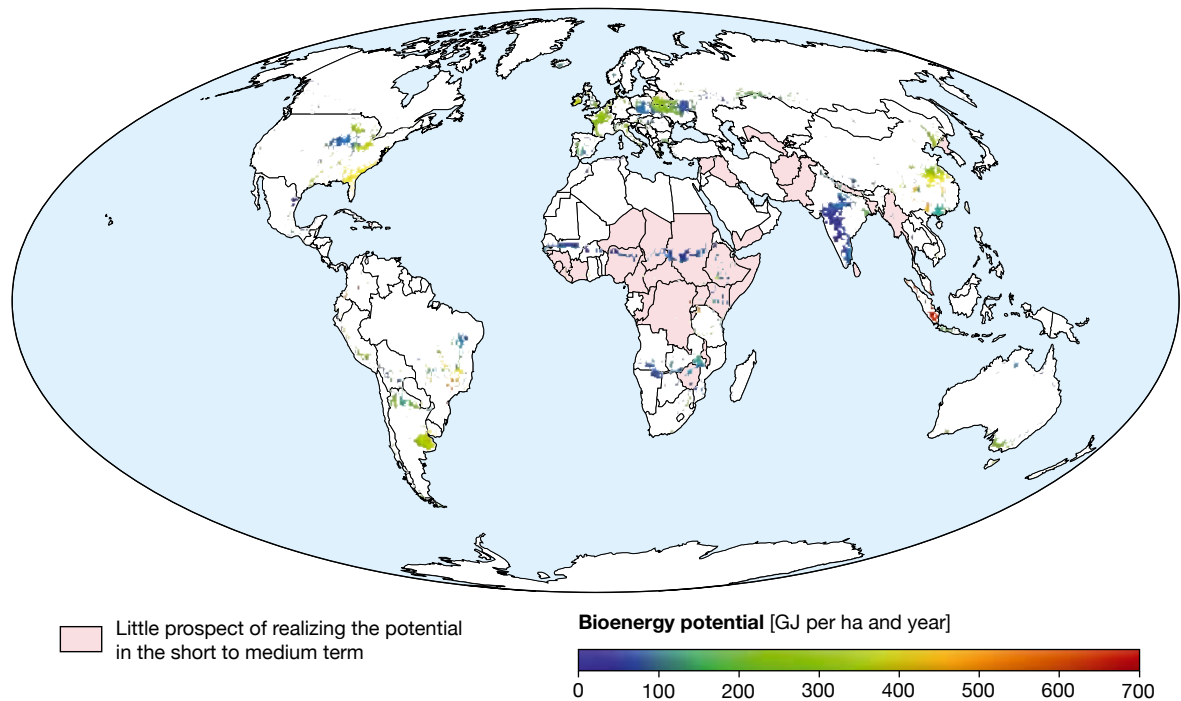 Little prospect of realizing the potential
in the short to medium term
Bioenergy potential [GJ per ha and year]
0 100 200 300 400 500 600 700